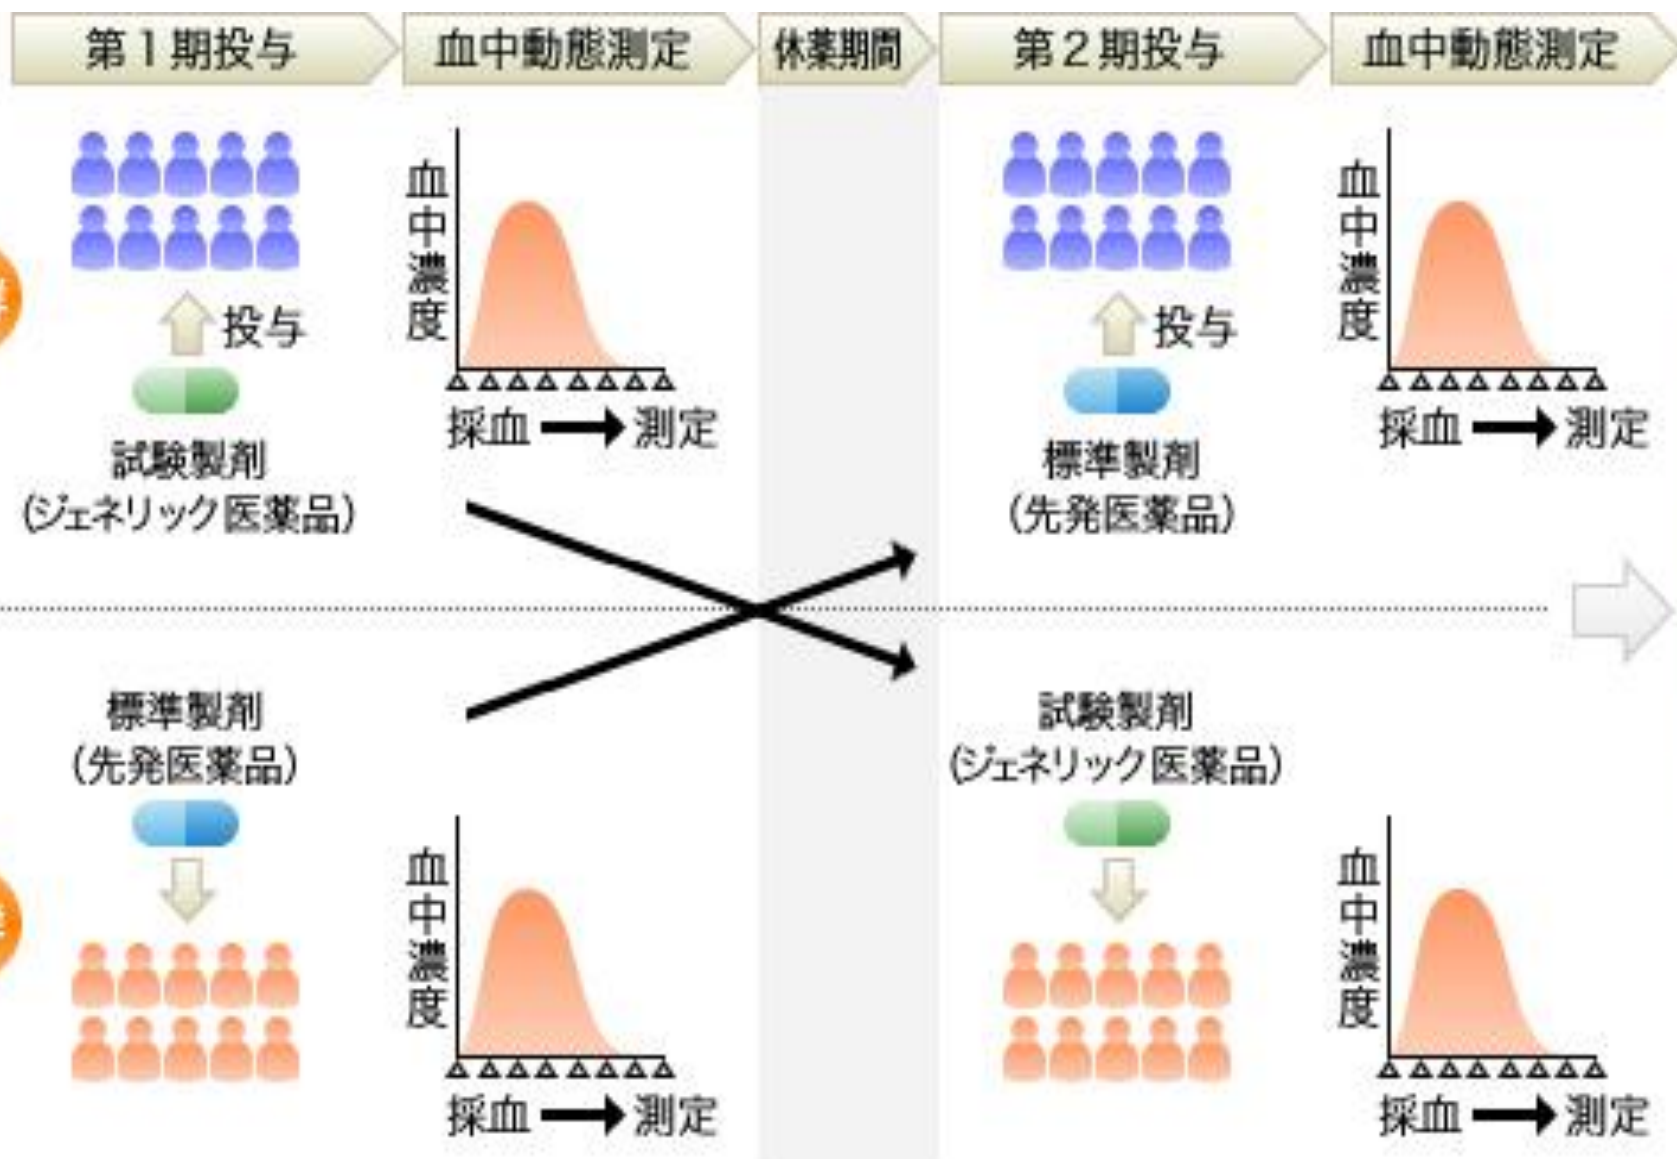 第1期投与
血中動態測定
休薬期間
第2期投与
血中動態測定
投与
試験製剤
(ジェネリック医薬品)
血中濃度
採血
測定
投与
標準製剤
(先発医薬品)
血中濃度
採血
測定
標準製剤
(先発医薬品)
血中濃度
採血
測定
試験製剤
(ジェネリック医薬品)
血中濃度
採血
測定